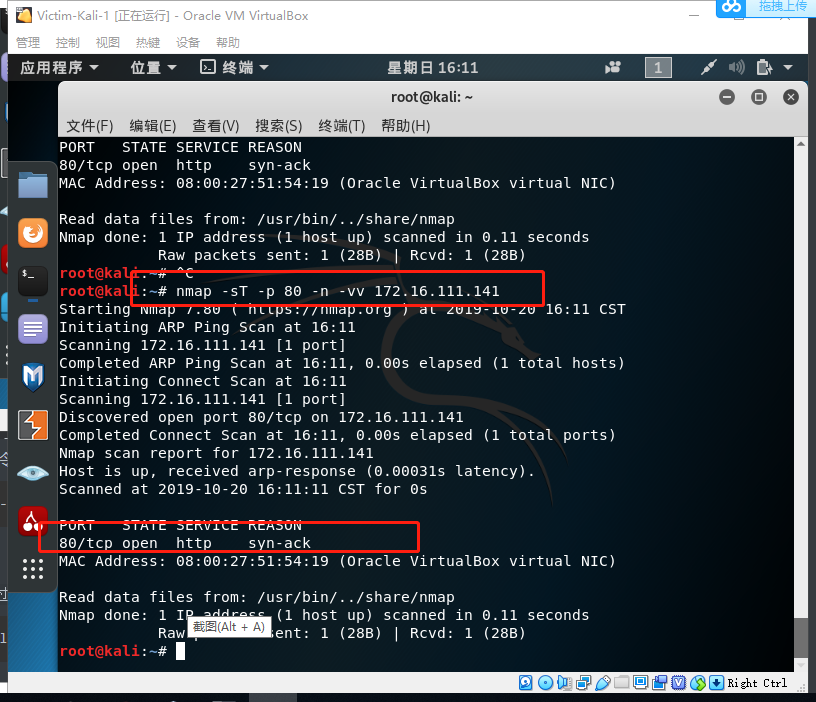 Victim-Kali-1 [正在运行] - Oracle VM VirtualBox
拖拽上传
管理 控制 视图 热键 设备 帮助
应用程序 位置 终端 星期日 16:11 1
root@kali: ~
文件(F) 编辑(E) 查看(V) 搜索(S) 终端(T) 帮助(H)
PORT STATE SERVICE REASON
80/tcp open http syn-ack
MAC Address: 08:00:27:51:54:19 (Oracle VirtualBox virtual NIC)
Read data files from: /usr/bin/../share/nmap
Nmap done: 1 IP address (1 host up) scanned in 0.11 seconds
Raw packets sent: 1 (28B) | Rcvd: 1 (28B)
root@kali:~# ^C
root@kali:~# nmap -sT -p 80 -n -vv 172.16.111.141
Starting Nmap 7.80 ( https://nmap.org ) at 2019-10-20 16:11 CST
Initiating ARP Ping Scan at 16:11
Scanning 172.16.111.141 [1 port]
Completed ARP Ping Scan at 16:11, 0.00s elapsed (1 total hosts)
Initiating Connect Scan at 16:11
Scanning 172.16.111.141 [1 port]
Discovered open port 80/tcp on 172.16.111.141
Completed Connect Scan at 16:11, 0.00s elapsed (1 total ports)
Nmap scan report for 172.16.111.141
Host is up, received arp-response (0.00031s latency).
Scanned at 2019-10-20 16:11:11 CST for 0s
PORT STATE SERVICE REASON
80/tcp open http syn-ack
MAC Address: 08:00:27:51:54:19 (Oracle VirtualBox virtual NIC)
Read data files from: /usr/bin/../share/nmap
Nmap done: 1 IP address (1 host up) scanned in 0.11 seconds
截图(Alt + A)
Raw sent: 1 (28B) | Rcvd: 1 (28B)
root@kali:~#
Right Ctrl